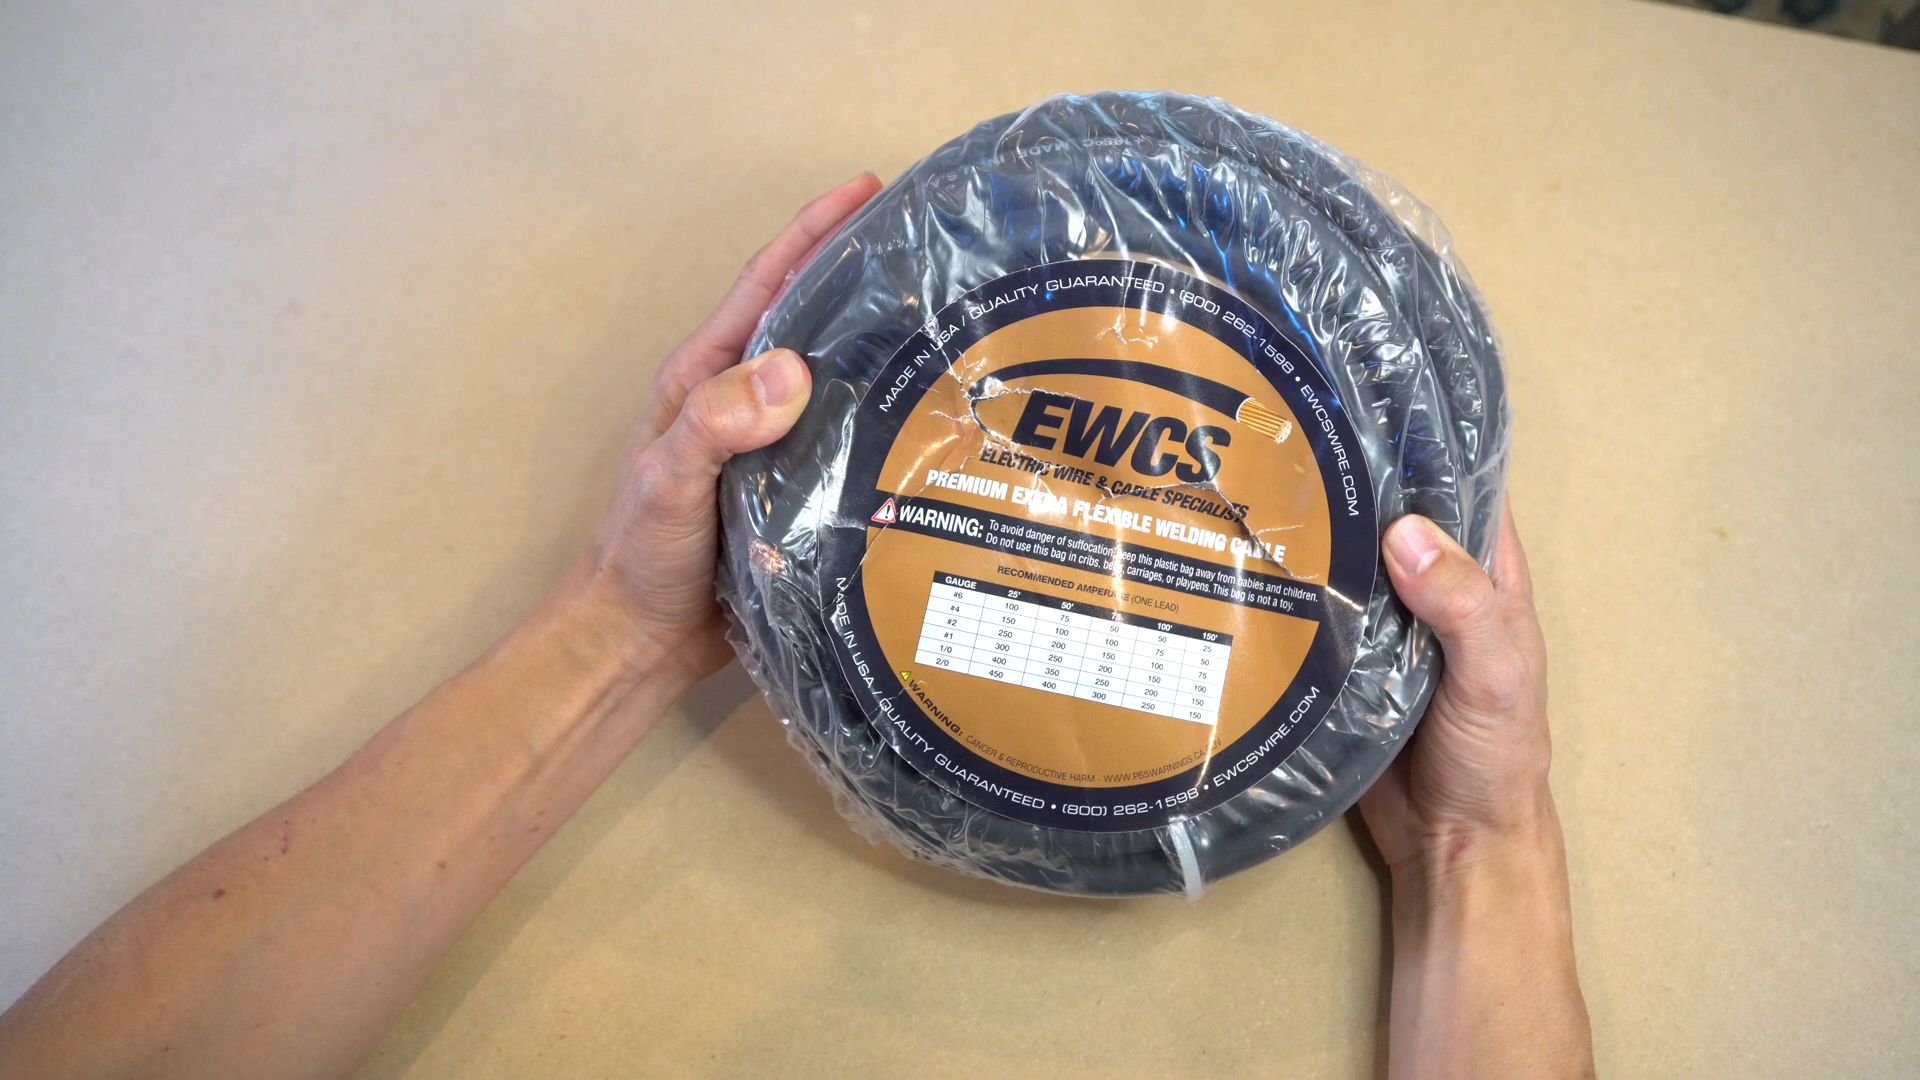 MADE IN USA / QUALITY GUARANTEED • (800) 262-1598 • EWCSWIRE.COM
EWCS
ELECTRIC WIRE & CABLE SPECIALISTS
PREMIUM EXTRA FLEXIBLE WELDING CABLE
WARNING: To avoid danger of suffocation, keep this plastic bag away from babies and children.
Do not use this bag in cribs, beds, carriages, or playpens. This bag is not a toy.
RECOMMENDED AMPERAGE (ONE LEAD)
GAUGE 25' 50' 75' 100' 150'
#6 100 75 50 50 25
#4 150 100 100 75 50
#2 250 200 150 100 75
#1 300 250 200 150 100
1/0 400 350 250 200 150
2/0 450 400 300 250 150
WARNING: CANCER & REPRODUCTIVE HARM - WWW.P65WARNINGS.CA.GOV
MADE IN USA / QUALITY GUARANTEED • (800) 262-1598 • EWCSWIRE.COM
MADE IN